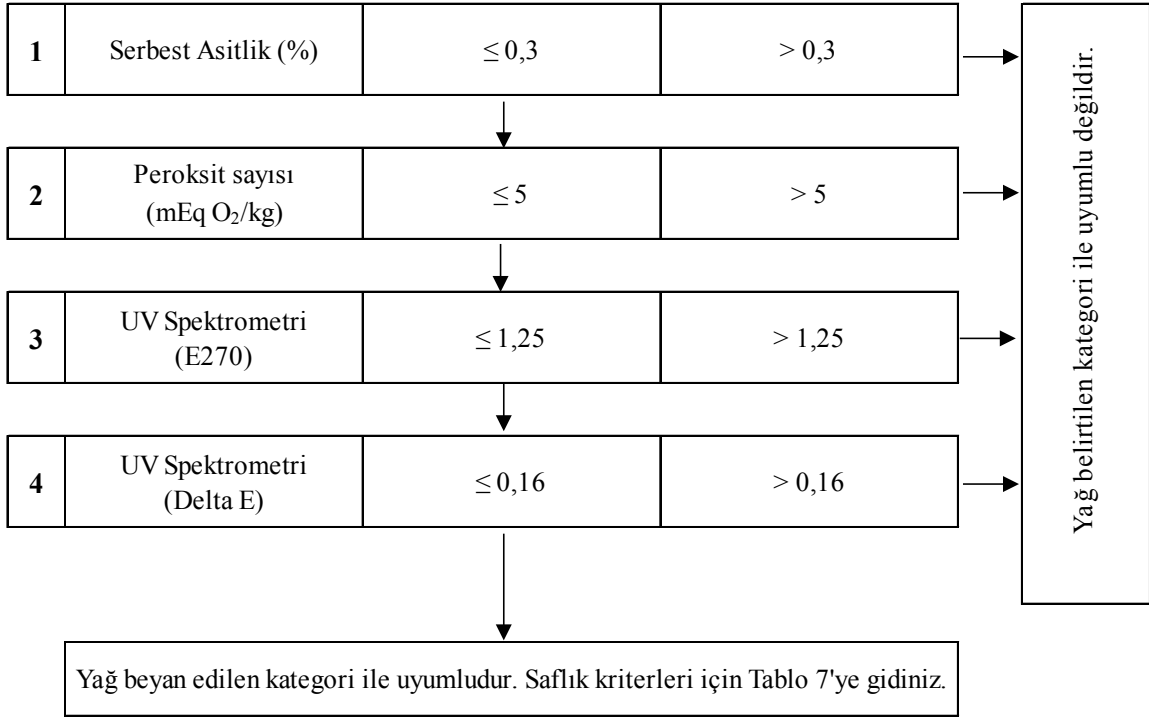 1
Serbest Asitlik (%)
≤ 0,3
> 0,3
2
Peroksit sayısı
(mEq O₂/kg)
≤ 5
> 5
3
UV Spektrometri
(E270)
≤ 1,25
> 1,25
4
UV Spektrometri
(Delta E)
≤ 0,16
> 0,16
Yağ belirtilen kategori ile uyumlu değildir.
Yağ beyan edilen kategori ile uyumludur. Saflık kriterleri için Tablo 7'ye gidiniz.